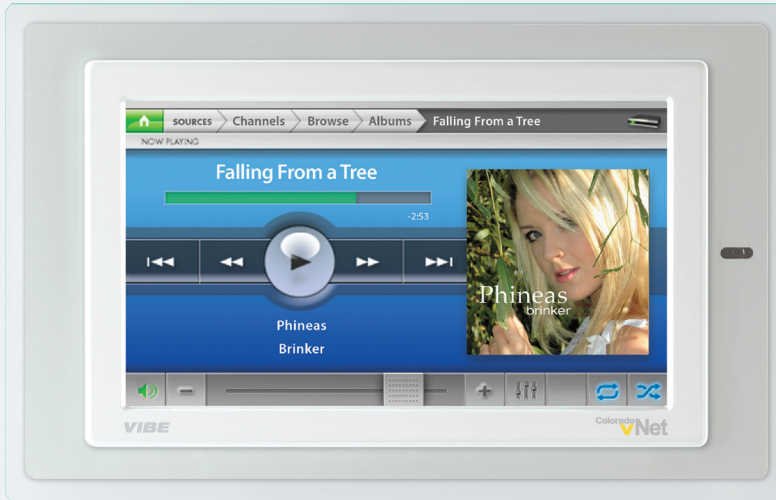 SOURCES Channels Browse Albums Falling From a Tree
NOW PLAYING
Falling From a Tree
-2:53
Phineas
Brinker
Phineas
brinker
VIBE
Colorado vNet